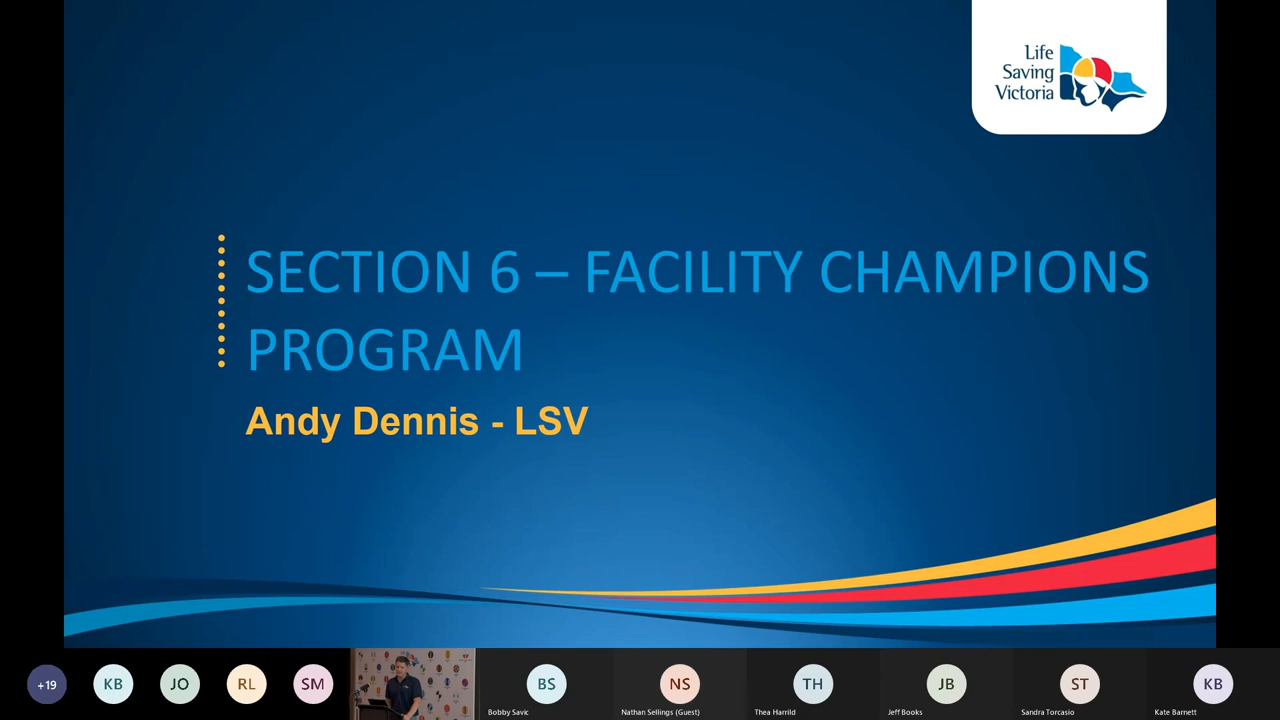 Life
Saving
Victoria
SECTION 6 – FACILITY CHAMPIONS
PROGRAM
Andy Dennis - LSV
+19
KB
JO
RL
SM
BS
NS
TH
JB
ST
KB
Bobby Savic
Nathan Sellings (Guest)
Thea Harrild
Jeff Books
Sandra Torcasio
Kate Barnett